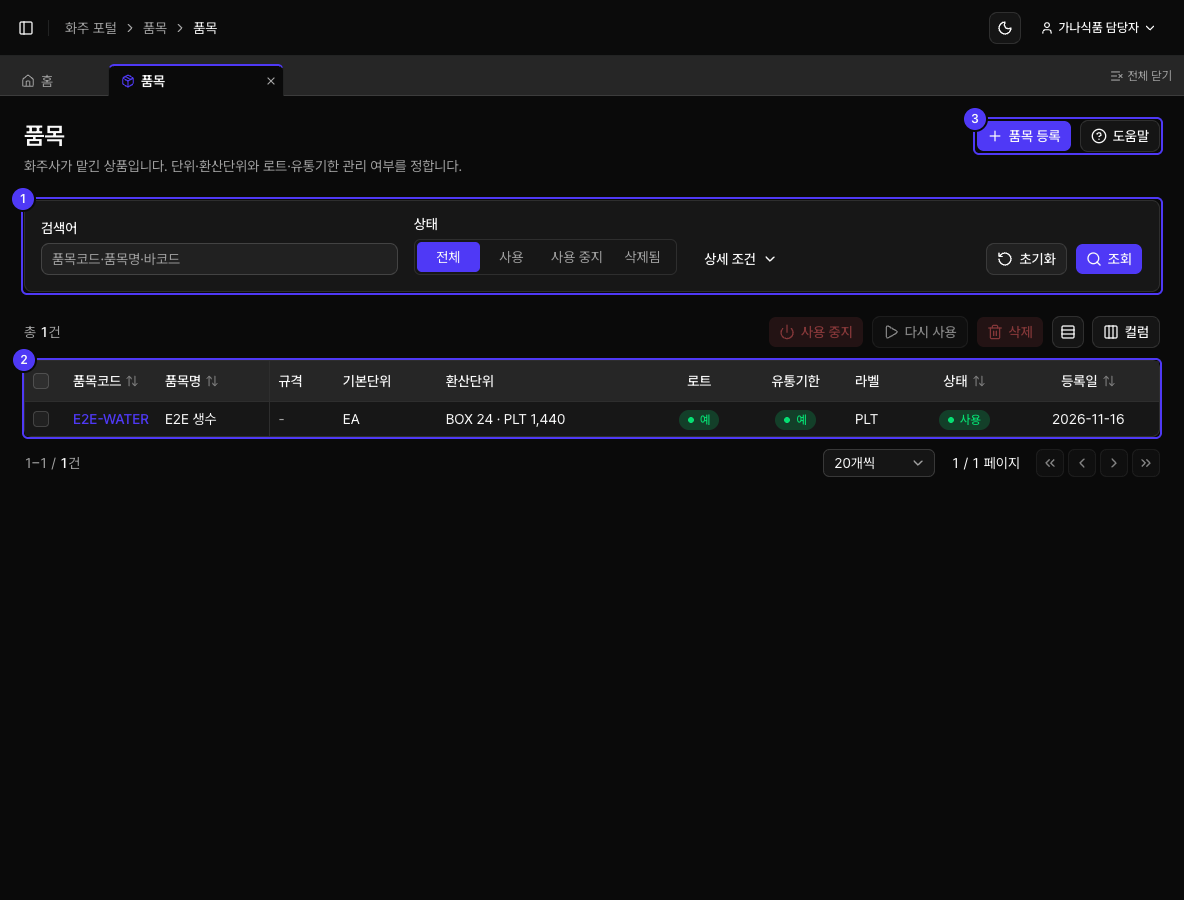 화주 포털 > 품목 > 품목
가나식품 담당자
홈
품목
전체 닫기
품목
화주사가 맡긴 상품입니다. 단위·환산단위와 로트·유통기한 관리 여부를 정합니다.
3
품목 등록
도움말
1
검색어
품목코드·품목명·바코드
상태
전체 사용 사용 중지 삭제됨
상세 조건
초기화
조회
총 1건
사용 중지
다시 사용
삭제
컬럼
2
품목코드 품목명 규격 기본단위 환산단위 로트 유통기한 라벨 상태 등록일
E2E-WATER E2E 생수 - EA BOX 24 · PLT 1,440 예 예 PLT 사용 2026-11-16
1–1 / 1건
20개씩
1 / 1 페이지